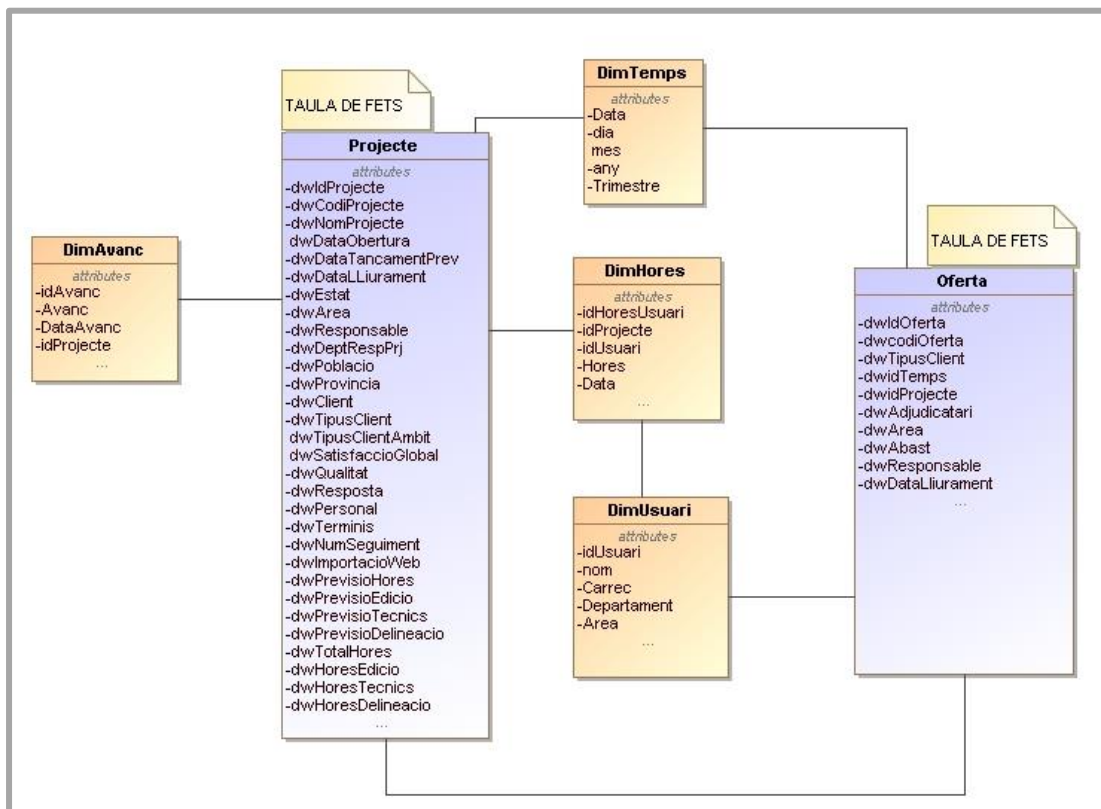 TAULA DE FETS
Projecte
attributes
-dwIdProjecte
-dwCodiProjecte
-dwNomProjecte
dwDataObertura
-dwDataTancamentPrev
-dwDataLLiurament
-dwEstat
-dwArea
-dwResponsable
-dwDeptRespPrj
-dwPoblacio
-dwProvincia
-dwClient
-dwTipusClient
dwTipusClientAmbit
dwSatisfaccioGlobal
-dwQualitat
-dwResposta
-dwPersonal
-dwTerminis
-dwNumSeguiment
-dwImportacioWeb
-dwPrevisioHores
-dwPrevisioEdicio
-dwPrevisioTecnics
-dwPrevisioDelineacio
-dwTotalHores
-dwHoresEdicio
-dwHoresTecnics
-dwHoresDelineacio
...
DimAvanc
attributes
-idAvanc
-Avanc
-DataAvanc
-idProjecte
...
DimTemps
attributes
-Data
-dia
mes
-any
-Trimestre
DimHores
attributes
-idHoresUsuari
-idProjecte
-idUsuari
-Hores
-Data
...
DimUsuari
attributes
-idUsuari
-nom
-Carrec
-Departament
-Area
...
TAULA DE FETS
Oferta
attributes
-dwIdOferta
-dwcodiOferta
-dwTipusClient
-dwidTemps
-dwidProjecte
-dwAdjudicatari
-dwArea
-dwAbast
-dwResponsable
-dwDataLliurament
...